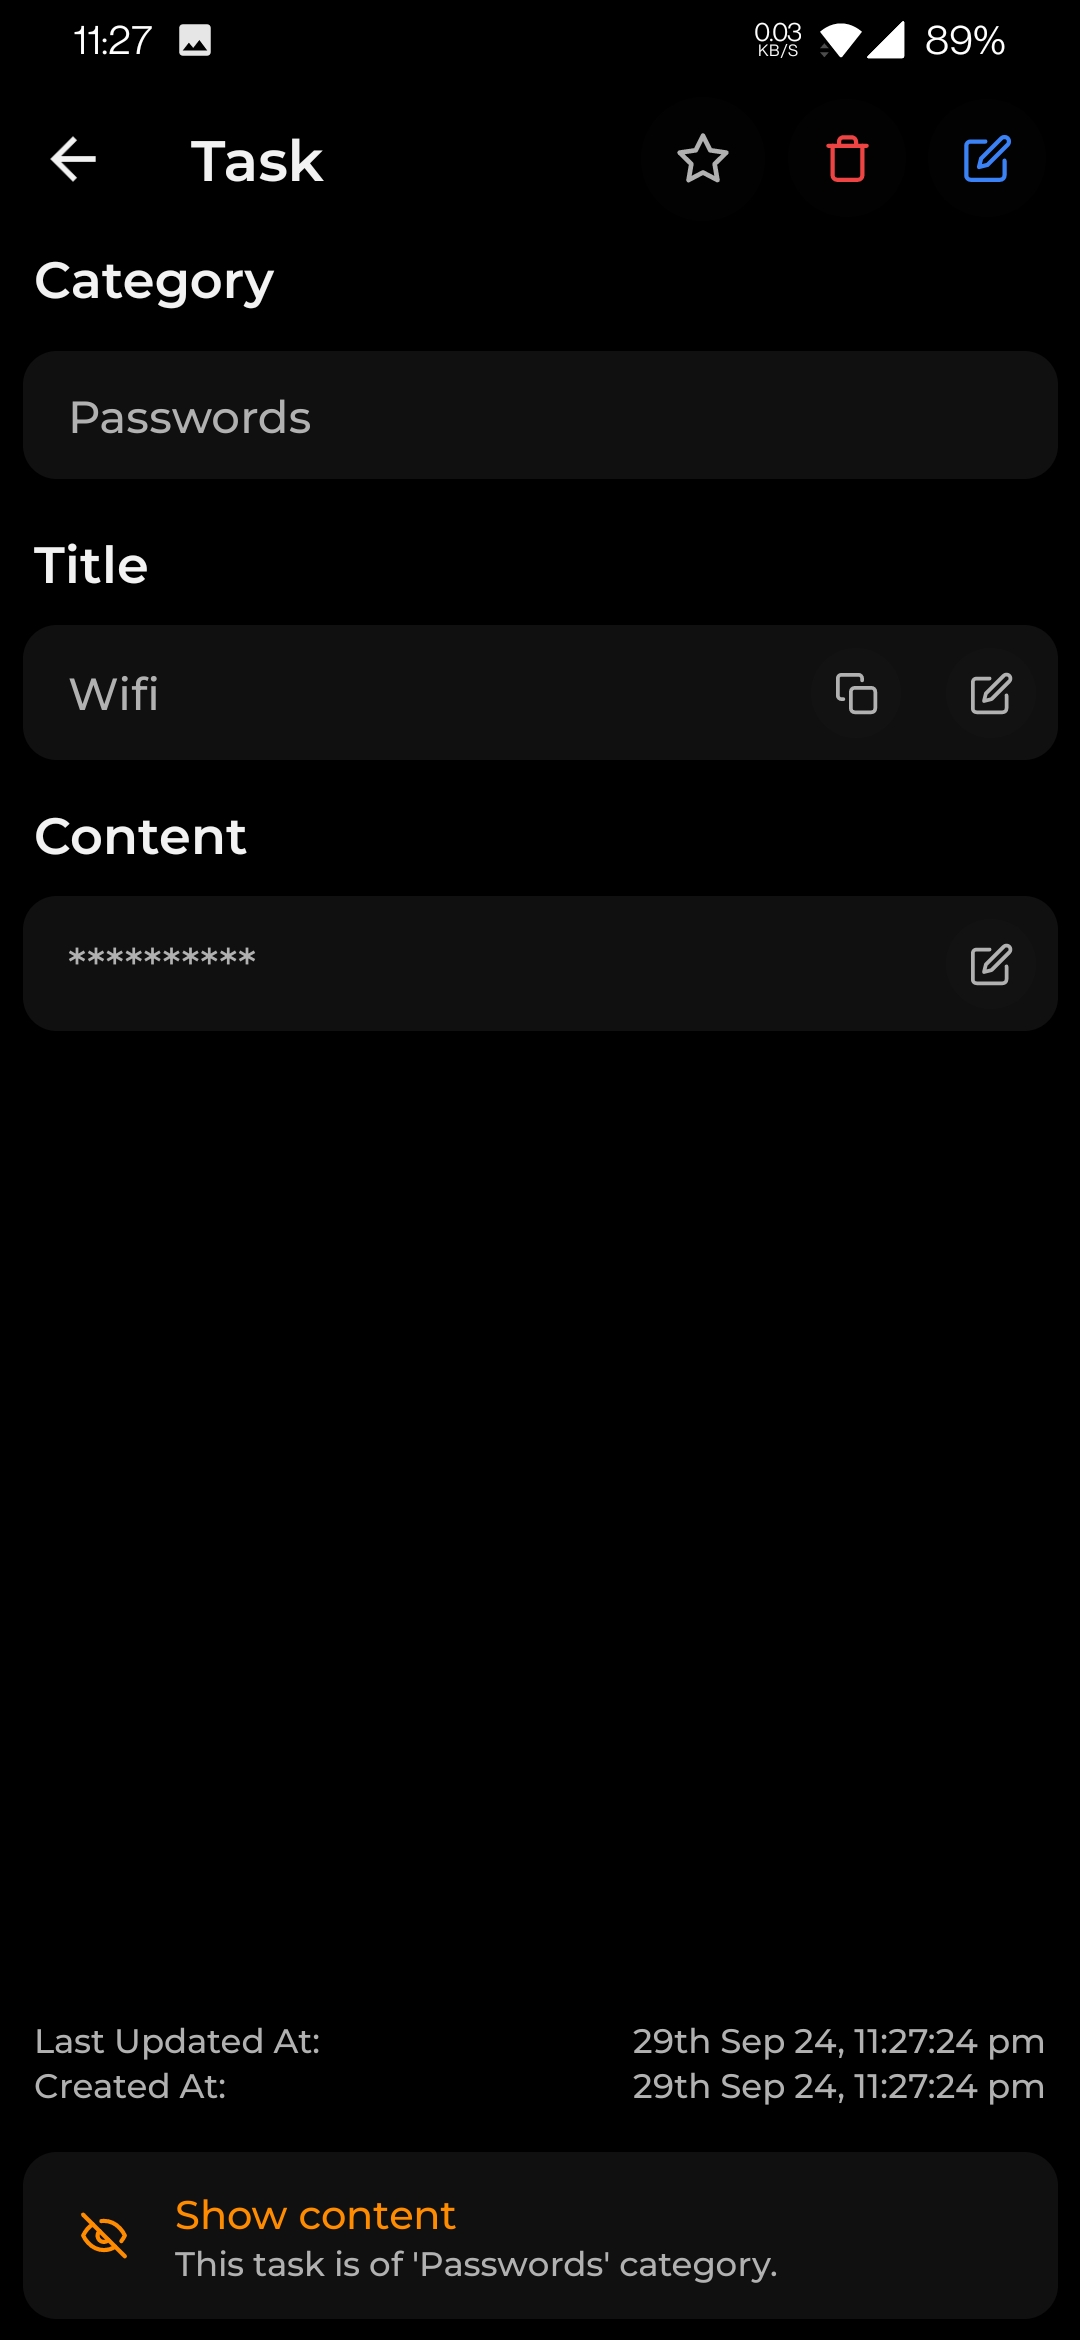 11:27 0.03 KB/S 89%
Task
Category
Passwords
Title
Wifi
Content
**********
Last Updated At: 29th Sep 24, 11:27:24 pm
Created At: 29th Sep 24, 11:27:24 pm
Show content
This task is of 'Passwords' category.